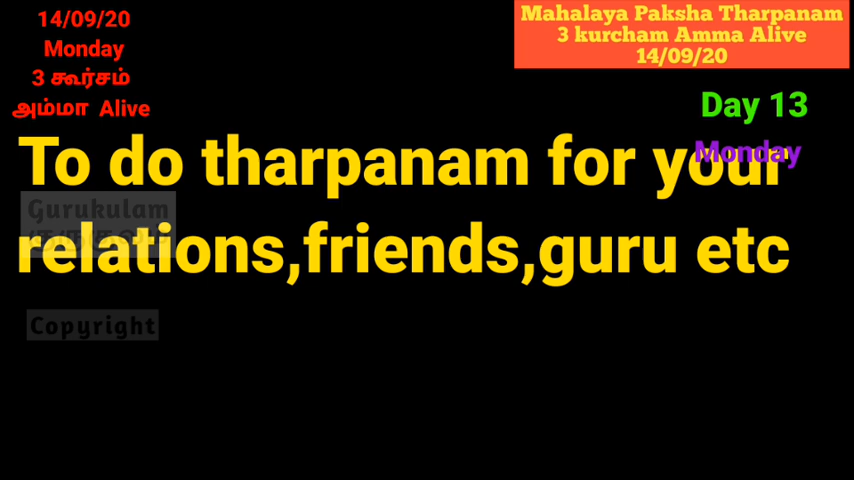 14/09/20
Monday
3 கூர்சம்
அம்மா Alive
Mahalaya Paksha Tharpanam
3 kurcham Amma Alive
14/09/20
Day 13
Monday
To do tharpanam for your
relations,friends,guru etc
Gurukulam
குருகுலம்
Copyright